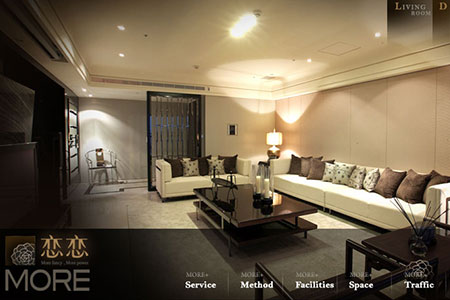 LIVING
ROOM
D
恋恋
More fancy , More power
MORE
MORE+
Service
MORE+
Method
MORE+
Facilities
MORE+
Space
MORE+
Traffic